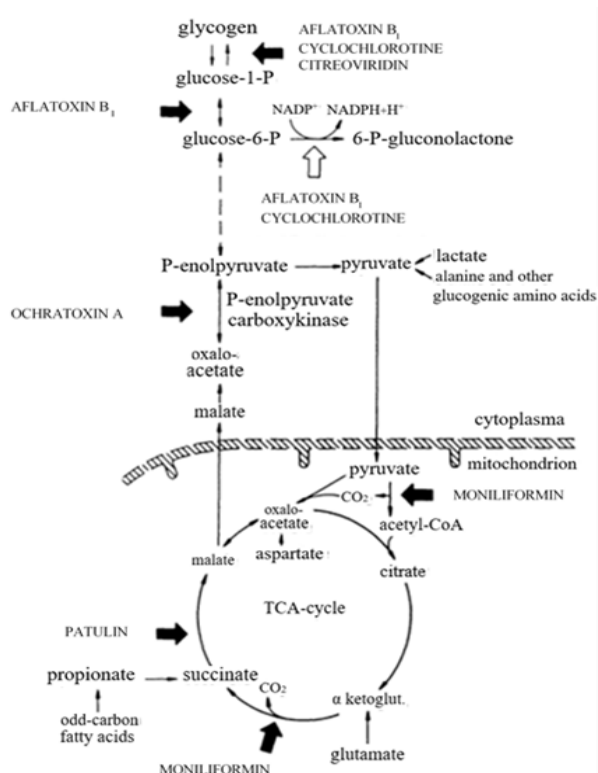 glycogen
AFLATOXIN B₁
CYCLOCHLOROTINE
CITREOVIRIDIN
glucose-1-P
AFLATOXIN B₁
NADP⁺ NADPH+H⁺
glucose-6-P
6-P-gluconolactone
AFLATOXIN B₁
CYCLOCHLOROTINE
P-enolpyruvate
pyruvate
lactate
alanine and other
glucogenic amino acids
OCHRATOXIN A
P-enolpyruvate
carboxykinase
oxalo-
acetate
malate
cytoplasma
mitochondrion
pyruvate
CO₂
MONILIFORMIN
acetyl-CoA
oxalo-
acetate
aspartate
malate
citrate
TCA-cycle
PATULIN
propionate
succinate
CO₂
α ketoglut.
odd-carbon
fatty acids
glutamate
MONILIFORMIN